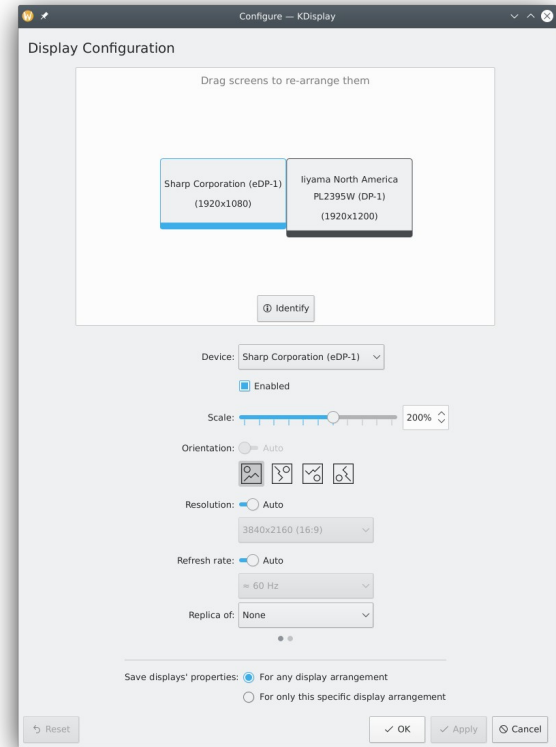 Configure — KDisplay
Display Configuration
Drag screens to re-arrange them
Sharp Corporation (eDP-1)
(1920x1080)
Iiyama North America
PL2395W (DP-1)
(1920x1200)
Identify
Device: Sharp Corporation (eDP-1)
Enabled
Scale: 200%
Orientation: Auto
Resolution: Auto
3840x2160 (16:9)
Refresh rate: Auto
≈ 60 Hz
Replica of: None
Save displays' properties: For any display arrangement
For only this specific display arrangement
Reset OK Apply Cancel